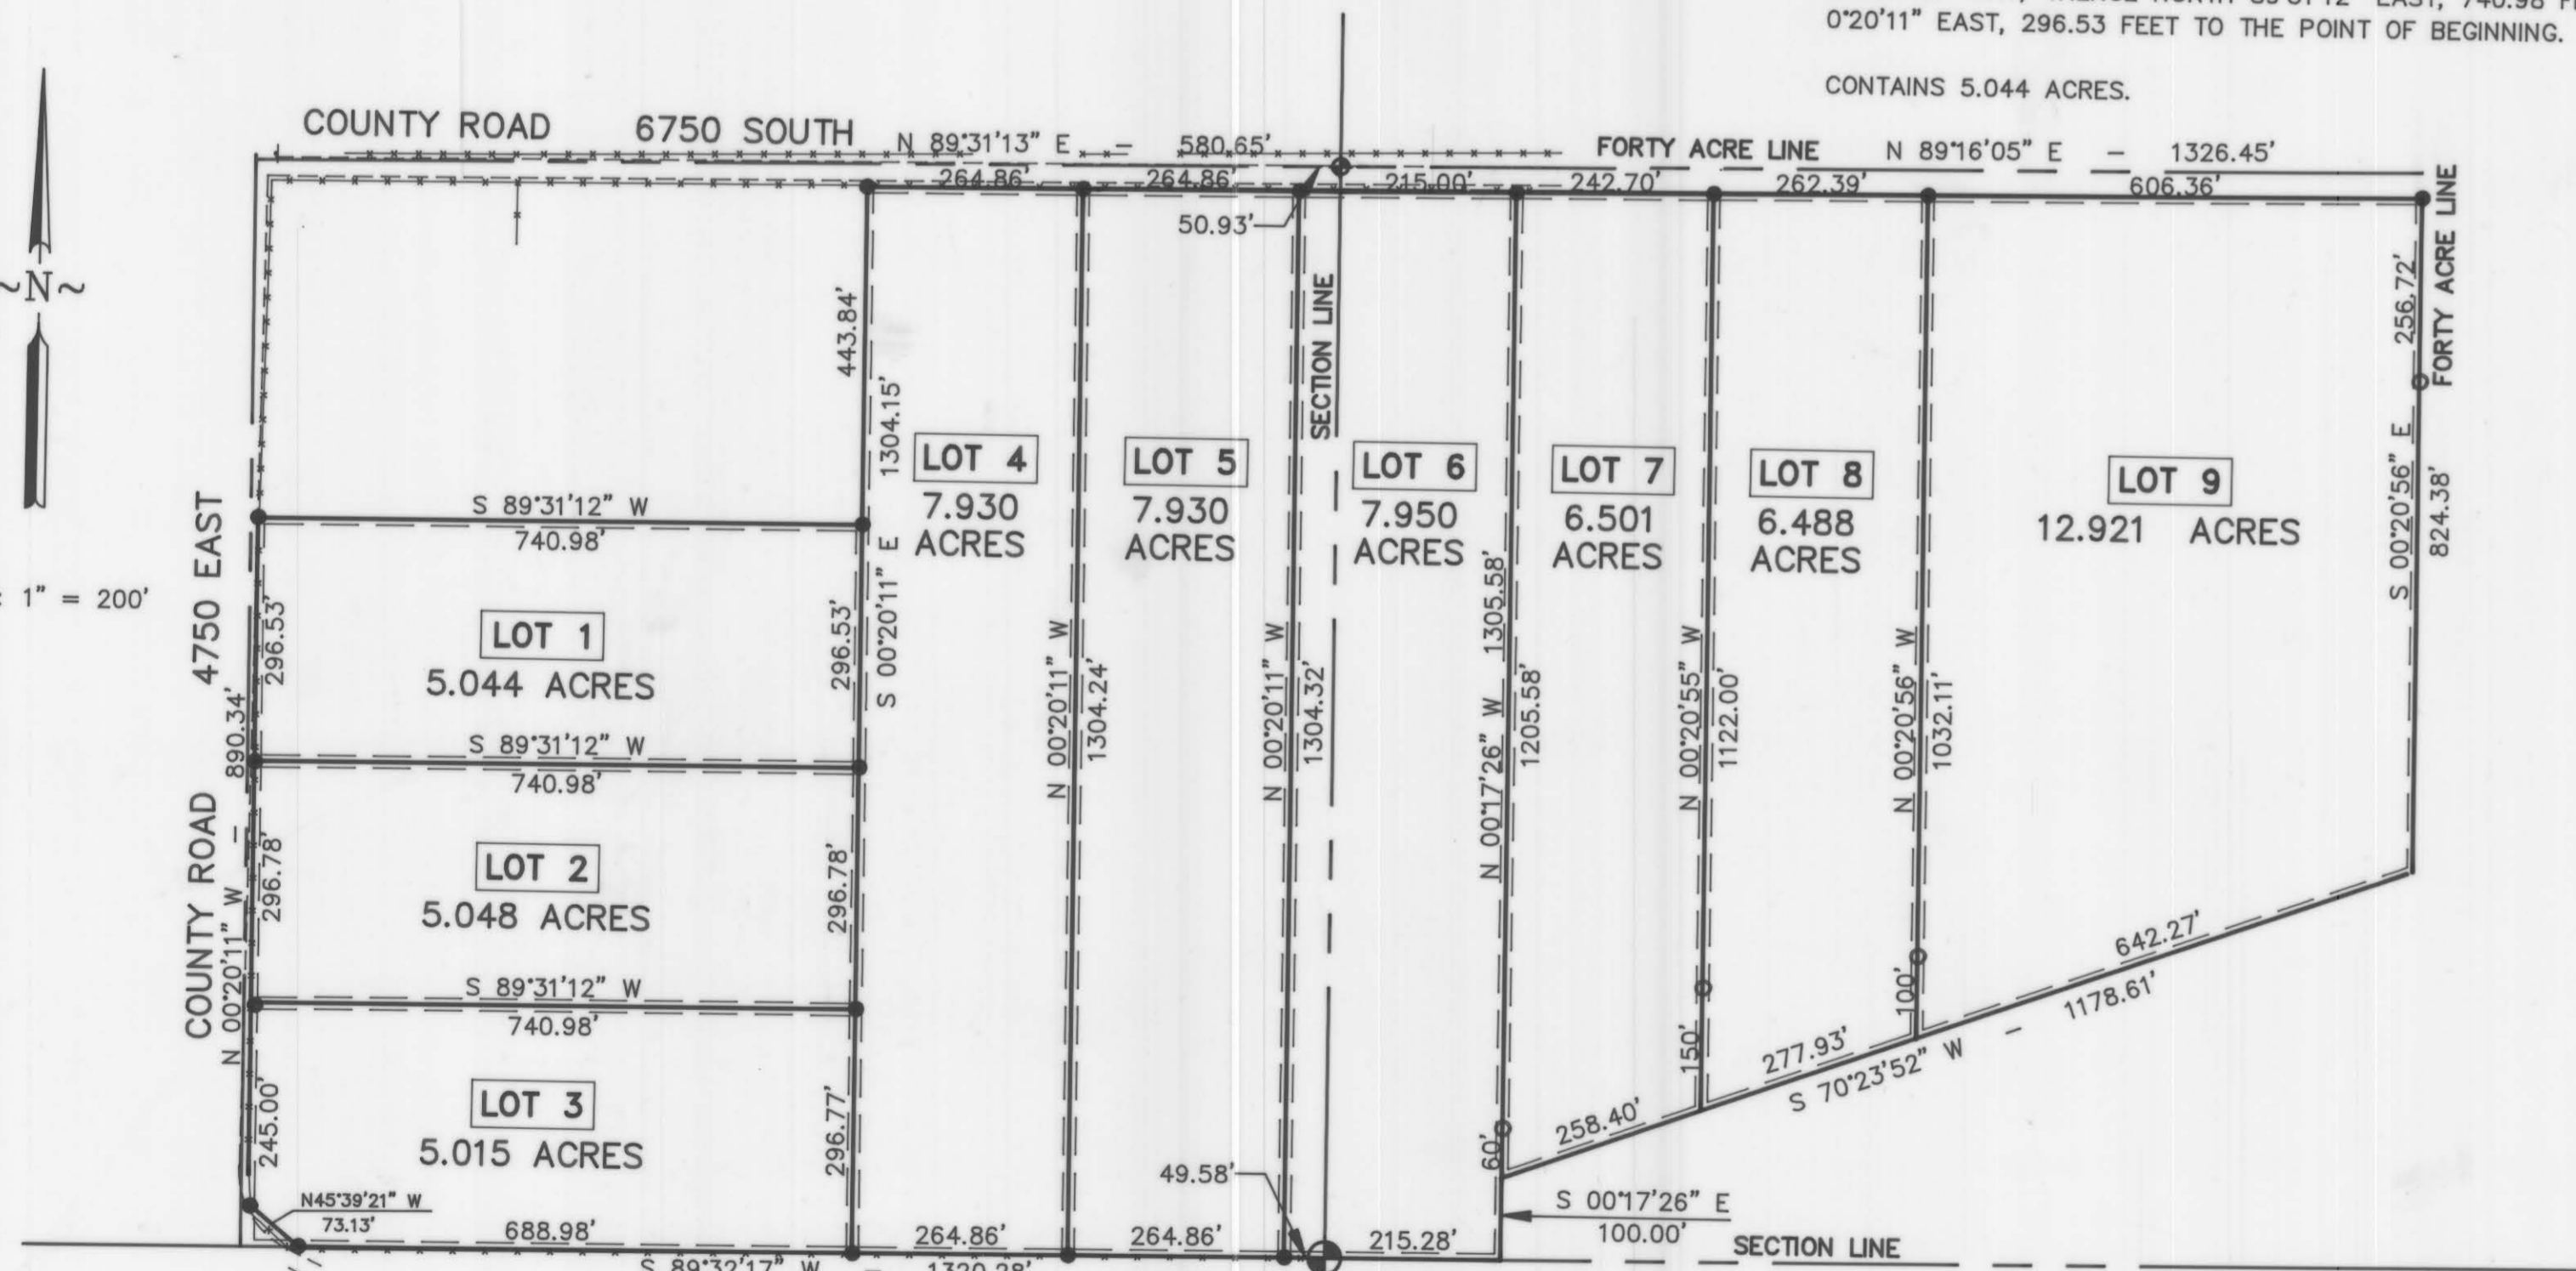 0°20'11" EAST, 296.53 FEET TO THE POINT OF BEGINNING.
CONTAINS 5.044 ACRES.
COUNTY ROAD 6750 SOUTH
N 89°31'13" E – 580.65'
FORTY ACRE LINE N 89°16'05" E – 1326.45'
264.86' 264.86' 215.00' 242.70' 262.39' 606.36'
50.93'
~N~
1" = 200'
COUNTY ROAD 4750 EAST
N 00°20'11" W – 890.34'
443.84'
1304.15'
S 00°20'11" E
SECTION LINE
256.72'
FORTY ACRE LINE
S 00°20'56" E
824.38'
LOT 4
7.930
ACRES
LOT 5
7.930
ACRES
LOT 6
7.950
ACRES
LOT 7
6.501
ACRES
LOT 8
6.488
ACRES
LOT 9
12.921 ACRES
S 89°31'12" W
740.98'
296.53'
LOT 1
5.044 ACRES
296.53'
S 89°31'12" W
740.98'
296.78'
LOT 2
5.048 ACRES
296.78'
S 89°31'12" W
740.98'
245.00'
LOT 3
5.015 ACRES
296.77'
N45°39'21" W
73.13'
688.98'
N 00°20'11" W
1304.24'
N 00°20'11" W
1304.32'
N 00°17'26" W 1305.58'
1205.58'
N 00°20'55" W
1122.00'
N 00°20'56" W
1032.11'
60'
150'
100'
258.40'
277.93'
642.27'
S 70°23'52" W – 1178.61'
49.58'
264.86' 264.86' 215.28'
S 00°17'26" E
100.00'
SECTION LINE
S 89°32'17" W – 1320.28'